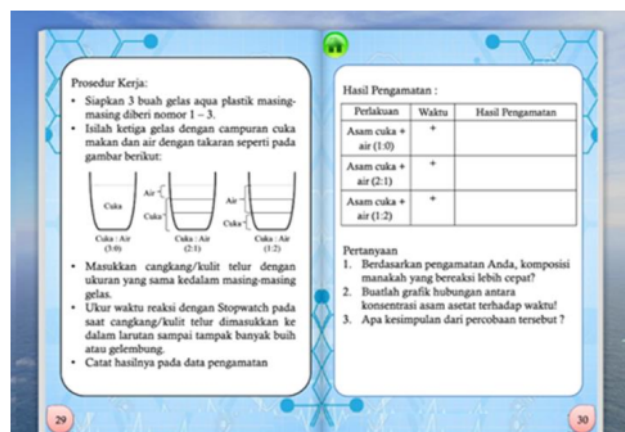 Prosedur Kerja:
• Siapkan 3 buah gelas aqua plastik masing-
masing diberi nomor 1 – 3.
• Isilah ketiga gelas dengan campuran cuka
makan dan air dengan takaran seperti pada
gambar berikut:
Cuka
Air
Cuka
Air
Cuka
Cuka : Air
(3:0)
Cuka : Air
(2:1)
Cuka : Air
(1:2)
• Masukkan cangkang/kulit telur dengan
ukuran yang sama kedalam masing-masing
gelas.
• Ukur waktu reaksi dengan Stopwatch pada
saat cangkang/kulit telur dimasukkan ke
dalam larutan sampai tampak banyak buih
atau gelembung.
• Catat hasilnya pada data pengamatan
29
Hasil Pengamatan :
Perlakuan Waktu Hasil Pengamatan
Asam cuka + +
air (1:0)
Asam cuka + +
air (2:1)
Asam cuka + +
air (1:2)
Pertanyaan
1. Berdasarkan pengamatan Anda, komposisi
manakah yang bereaksi lebih cepat?
2. Buatlah grafik hubungan antara
konsentrasi asam asetat terhadap waktu!
3. Apa kesimpulan dari percobaan tersebut ?
30